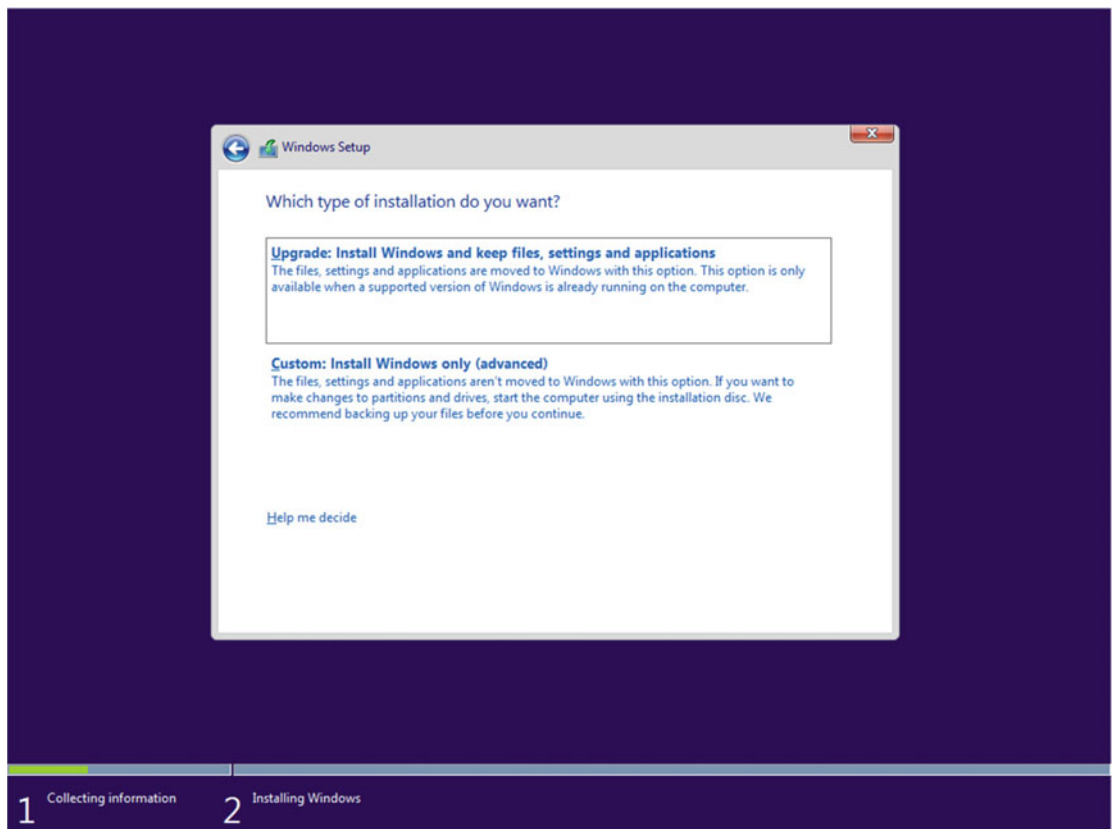 Windows Setup
Which type of installation do you want?
Upgrade: Install Windows and keep files, settings and applications
The files, settings and applications are moved to Windows with this option. This option is only
available when a supported version of Windows is already running on the computer.
Custom: Install Windows only (advanced)
The files, settings and applications aren't moved to Windows with this option. If you want to
make changes to partitions and drives, start the computer using the installation disc. We
recommend backing up your files before you continue.
Help me decide
1 Collecting information 2 Installing Windows